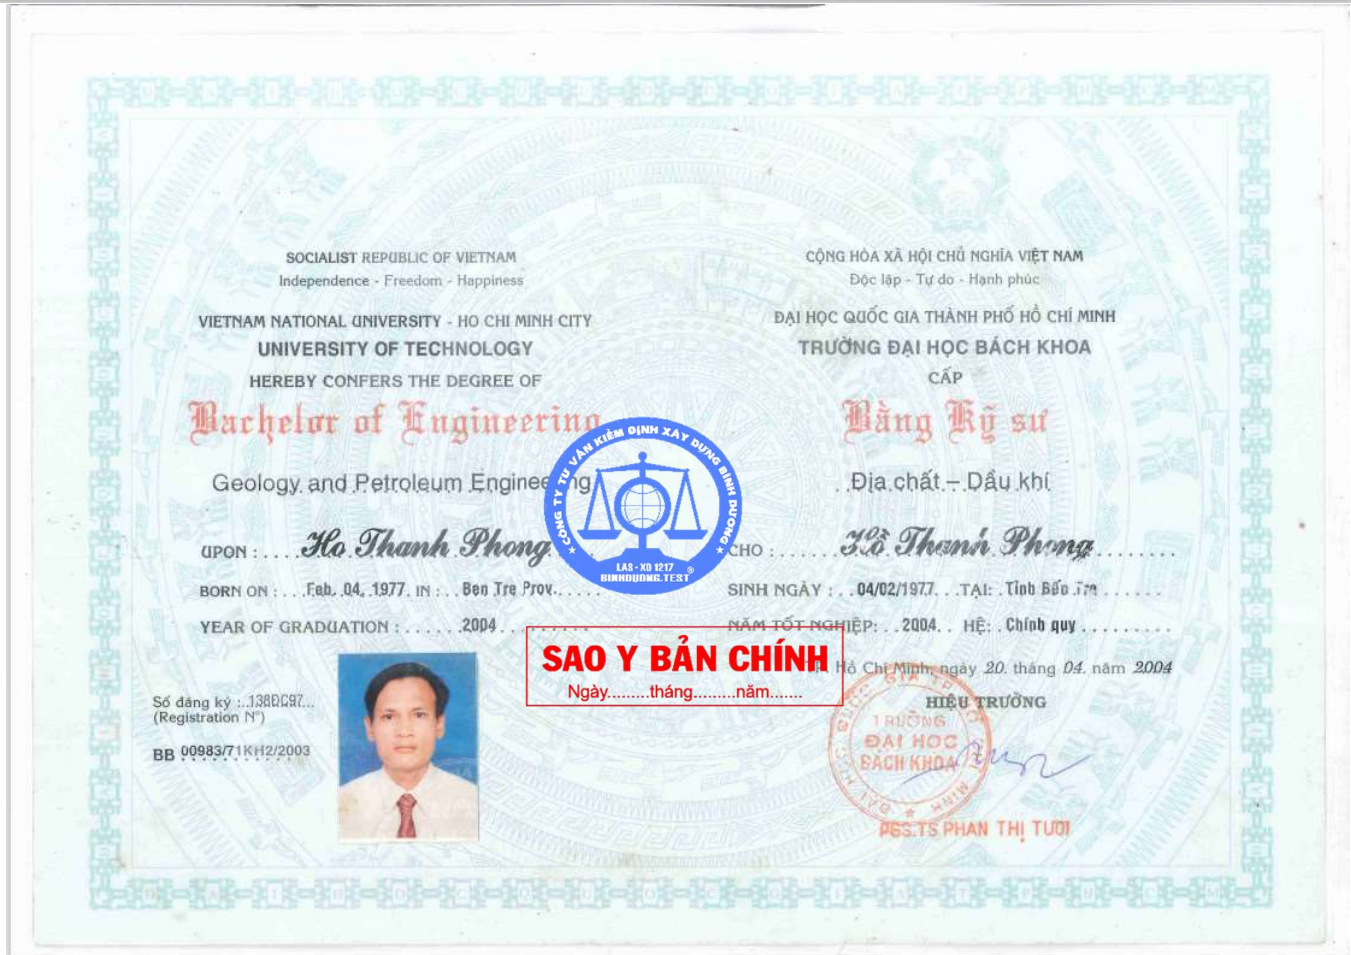 SOCIALIST REPUBLIC OF VIETNAM
Independence - Freedom - Happiness
VIETNAM NATIONAL UNIVERSITY - HO CHI MINH CITY
UNIVERSITY OF TECHNOLOGY
HEREBY CONFERS THE DEGREE OF
Bachelor of Engineering
Geology and Petroleum Engineering
UPON : .... Ho Thanh Phong
BORN ON : ... Feb. 04, 1977. IN : .. Ben Tre Prov......
YEAR OF GRADUATION : ...... 2004 .........
Số đăng ký :..138ĐC97...
(Registration Nº)
BB 00983/71KH2/2003
CỘNG HÒA XÃ HỘI CHỦ NGHĨA VIỆT NAM
Độc lập - Tự do - Hạnh phúc
ĐẠI HỌC QUỐC GIA THÀNH PHỐ HỒ CHÍ MINH
TRƯỜNG ĐẠI HỌC BÁCH KHOA
CẤP
Bằng Kỹ sư
Địa chất – Dầu khí
CHO : ...... Hồ Thanh Phong ........
SINH NGÀY : .. 04/02/1977 ... TẠI: . Tỉnh Bến Tre ......
NĂM TỐT NGHIỆP: .. 2004 .. HỆ: . Chính quy .........
Hồ Chí Minh, ngày 20. tháng 04. năm 2004
HIỆU TRƯỞNG
TRƯỜNG
ĐẠI HỌC
BÁCH KHOA
PGS.TS PHAN THỊ TƯƠI
CÔNG TY TƯ VẤN KIỂM ĐỊNH XÂY DỰNG BÌNH DƯƠNG
LAS - XD 1217
BINHDUONG.TEST®
SAO Y BẢN CHÍNH
Ngày.........tháng.........năm.......